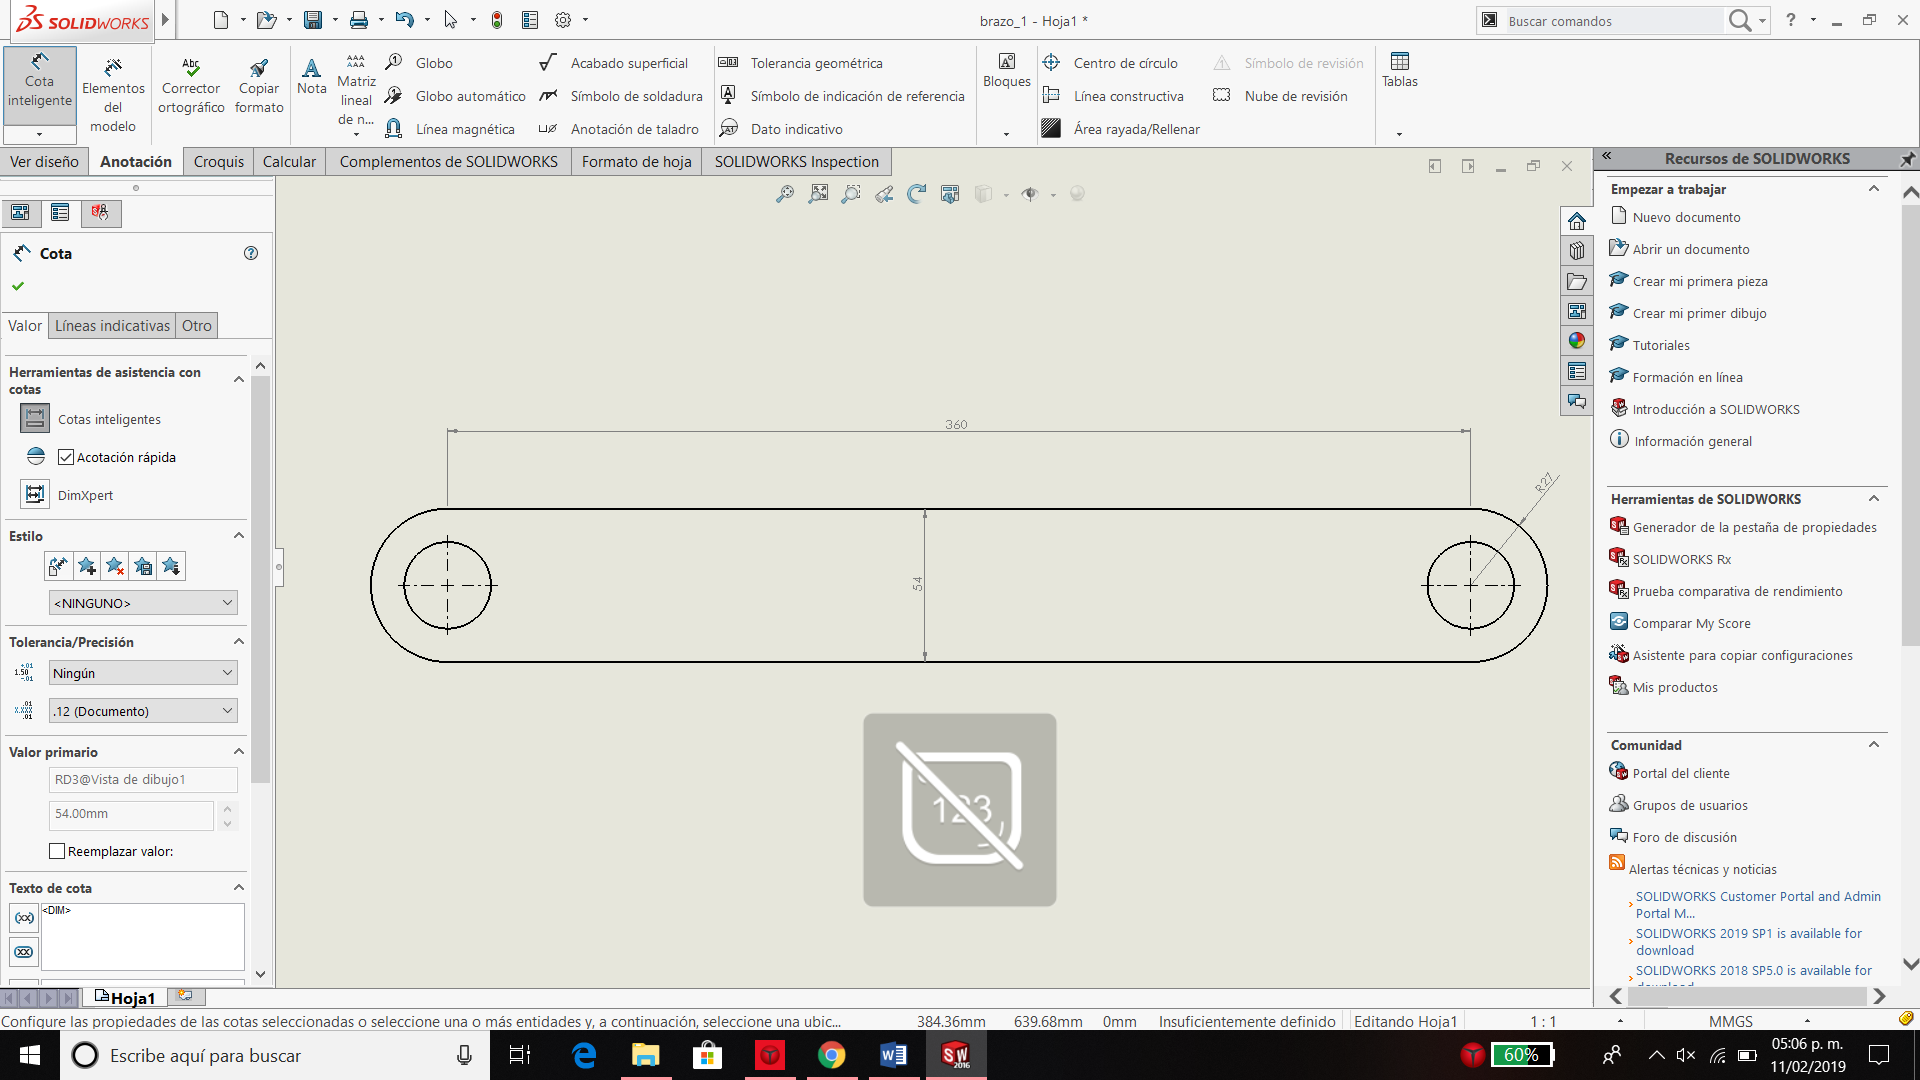 SOLIDWORKS
brazo_1 - Hoja1 *
Buscar comandos
?
Cota inteligente
Elementos del modelo
Abc
Corrector ortográfico
Copiar formato
A
Nota
Matriz lineal de n...
Globo
Globo automático
Línea magnética
Acabado superficial
Símbolo de soldadura
Anotación de taladro
Tolerancia geométrica
Símbolo de indicación de referencia
Dato indicativo
Bloques
Centro de círculo
Línea constructiva
Área rayada/Rellenar
Símbolo de revisión
Nube de revisión
Tablas
Ver diseño
Anotación
Croquis
Calcular
Complementos de SOLIDWORKS
Formato de hoja
SOLIDWORKS Inspection
Cota
Valor
Líneas indicativas
Otro
Herramientas de asistencia con
cotas
Cotas inteligentes
Acotación rápida
DimXpert
Estilo
<NINGUNO>
Tolerancia/Precisión
Ningún
.12 (Documento)
Valor primario
RD3@Vista de dibujo1
54.00mm
Reemplazar valor:
Texto de cota
<DIM>
(xx)
360
R27
54
123
Recursos de SOLIDWORKS
Empezar a trabajar
Nuevo documento
Abrir un documento
Crear mi primera pieza
Crear mi primer dibujo
Tutoriales
Formación en línea
Introducción a SOLIDWORKS
Información general
Herramientas de SOLIDWORKS
Generador de la pestaña de propiedades
SOLIDWORKS Rx
Prueba comparativa de rendimiento
Comparar My Score
Asistente para copiar configuraciones
Mis productos
Comunidad
Portal del cliente
Grupos de usuarios
Foro de discusión
Alertas técnicas y noticias
SOLIDWORKS Customer Portal and Admin
Portal M...
SOLIDWORKS 2019 SP1 is available for
download
SOLIDWORKS 2018 SP5.0 is available for
Hoja1
Configure las propiedades de las cotas seleccionadas o seleccione una o más entidades y, a continuación, seleccione una ubic...
384.36mm
639.68mm
0mm
Insuficientemente definido
Editando Hoja1
1 : 1
MMGS
Escribe aquí para buscar
SW
2016
60%
05:06 p. m.
11/02/2019